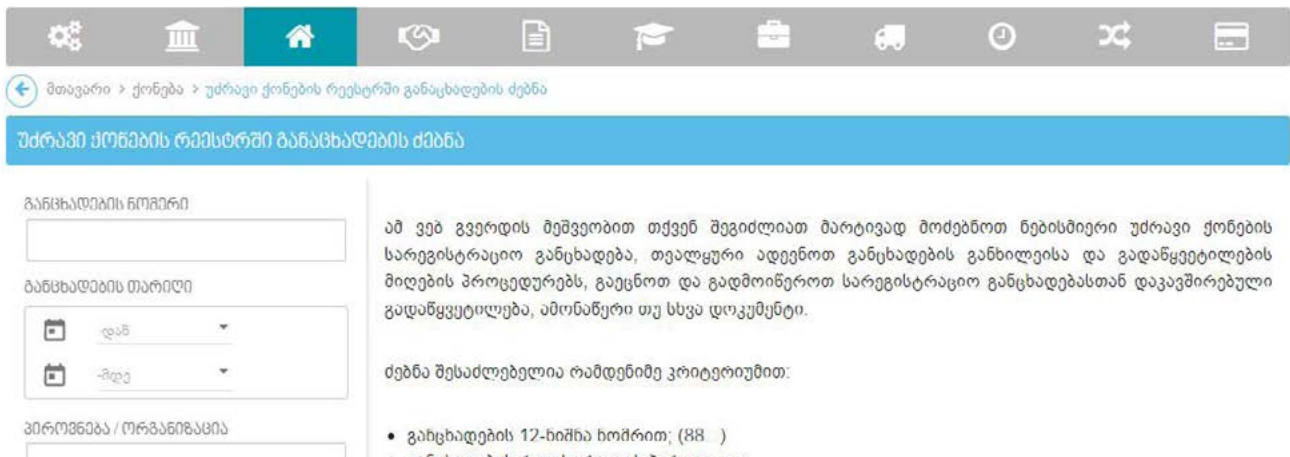 მთავარი > ქონება > უძრავი ქონების რეესტრში განაცხადების ძებნა
უძრავი ქონების რეესტრში განაცხადების ძებნა
განცხადების ნომერი
განცხადების თარიღი
-დან
-მდე
პიროვნება / ორგანიზაცია
ამ ვებ გვერდის მეშვეობით თქვენ შეგიძლიათ მარტივად მოძებნოთ ნებისმიერი უძრავი ქონების
სარეგისტრაციო განცხადება, თვალყური ადევნოთ განცხადების განხილვისა და გადაწყვეტილების
მიღების პროცედურებს, გაეცნოთ და გადმოიწეროთ სარეგისტრაციო განცხადებასთან დაკავშირებული
გადაწყვეტილება, ამონაწერი თუ სხვა დოკუმენტი.
ძებნა შესაძლებელია რამდენიმე კრიტერიუმით:
• განცხადების 12-ნიშნა ნომრით; (88...)